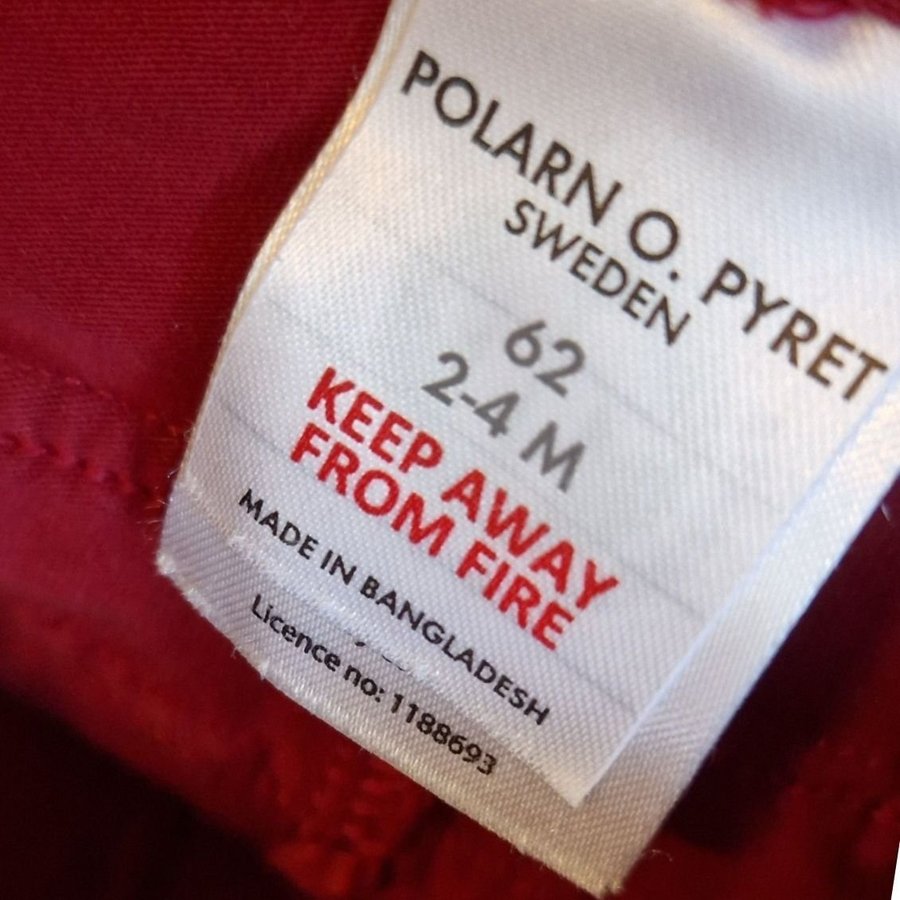 POLARN O. PYRET
SWEDEN
62
2-4 M
KEEP AWAY
FROM FIRE
MADE IN BANGLADESH
Licence no: 1188693